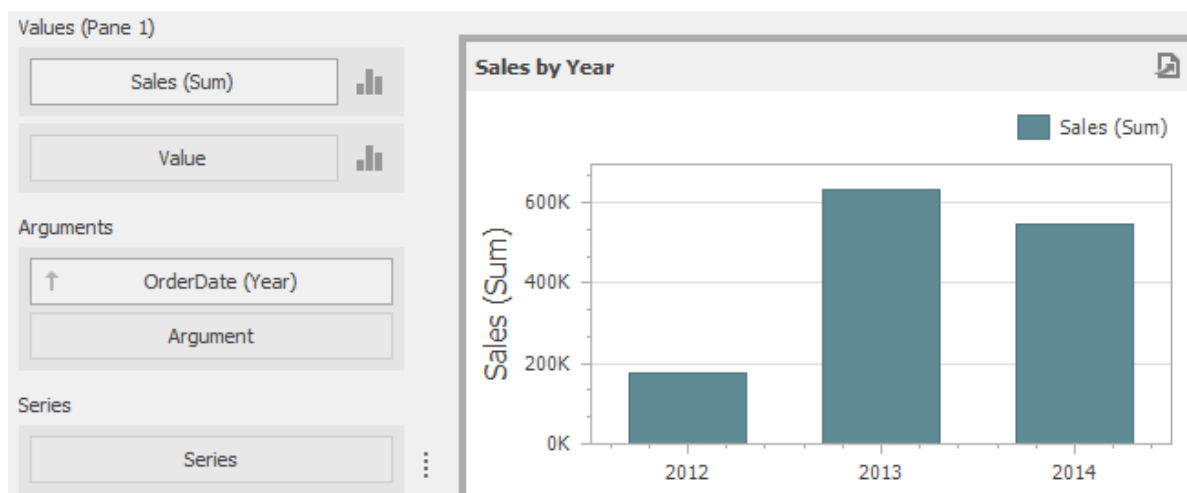 Values (Pane 1)
Sales (Sum)
Value
Arguments
OrderDate (Year)
Argument
Series
Series
Sales by Year
Sales (Sum)
Sales (Sum)
600K
400K
200K
0K
2012 2013 2014